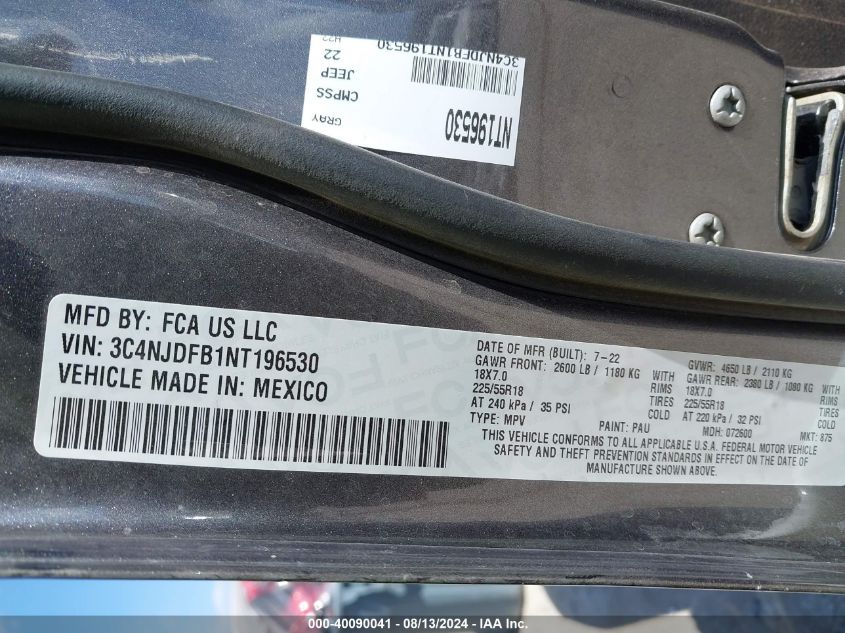 3C4NJDFB1NT196530
H22
22
JEEP
CMPSS
GRAY
NT196530
MFD BY: FCA US LLC
VIN: 3C4NJDFB1NT196530
VEHICLE MADE IN: MEXICO
DATE OF MFR (BUILT): 7-22
GVWR: 4650 LB / 2110 KG
GAWR FRONT: 2600 LB / 1180 KG WITH
GAWR REAR: 2380 LB / 1080 KG WITH
18X7.0 RIMS 18X7.0 RIMS
225/55R18 TIRES 225/55R18 TIRES
AT 240 kPa / 35 PSI COLD AT 220 kPa / 32 PSI COLD
TYPE: MPV PAINT: PAU MDH: 072600 MKT: 875
THIS VEHICLE CONFORMS TO ALL APPLICABLE U.S.A. FEDERAL MOTOR VEHICLE
SAFETY AND THEFT PREVENTION STANDARDS IN EFFECT ON THE DATE OF
MANUFACTURE SHOWN ABOVE.
000-40090041 - 08/13/2024 - IAAI.com